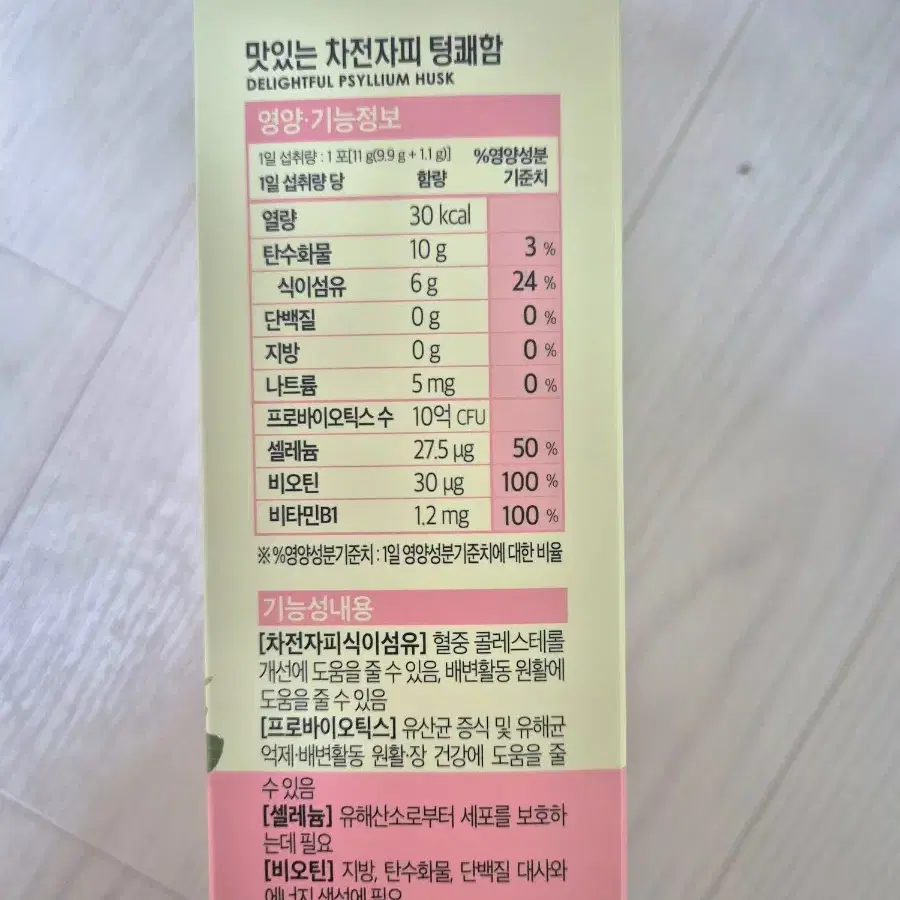 맛있는 차전자피 텅쾌함
DELIGHTFUL PSYLLIUM HUSK
영양·기능정보
1일 섭취량 : 1 포[11 g(9.9 g + 1.1 g)] %영양성분
1일 섭취량 당 함량 기준치
열량 30 kcal
탄수화물 10 g 3 %
식이섬유 6 g 24 %
단백질 0 g 0 %
지방 0 g 0 %
나트륨 5 mg 0 %
프로바이오틱스 수 10억 CFU
셀레늄 27.5 µg 50 %
비오틴 30 µg 100 %
비타민B1 1.2 mg 100 %
※%영양성분기준치 : 1일 영양성분기준치에 대한 비율
기능성내용
[차전자피식이섬유] 혈중 콜레스테롤
개선에 도움을 줄 수 있음, 배변활동 원활에
도움을 줄 수 있음
[프로바이오틱스] 유산균 증식 및 유해균
억제·배변활동 원활·장 건강에 도움을 줄
수 있음
[셀레늄] 유해산소로부터 세포를 보호하
는데 필요
[비오틴] 지방, 탄수화물, 단백질 대사와
에너지 생성에 필요